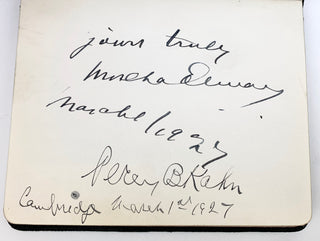 yours truly
Mischa Elman
March 1/1927
Percy B Kahn
Cambridge March 1st 1927